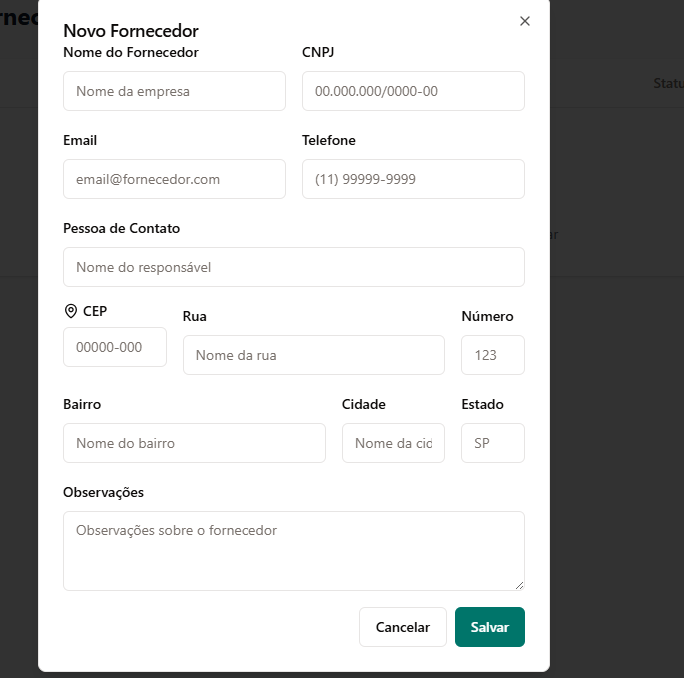 rnec
Novo Fornecedor
Nome do Fornecedor CNPJ
Nome da empresa 00.000.000/0000-00
Statu
Email Telefone
email@fornecedor.com (11) 99999-9999
Pessoa de Contato
ar
Nome do responsável
CEP Rua Número
00000-000 Nome da rua 123
Bairro Cidade Estado
Nome do bairro Nome da cid SP
Observações
Observações sobre o fornecedor
Cancelar Salvar